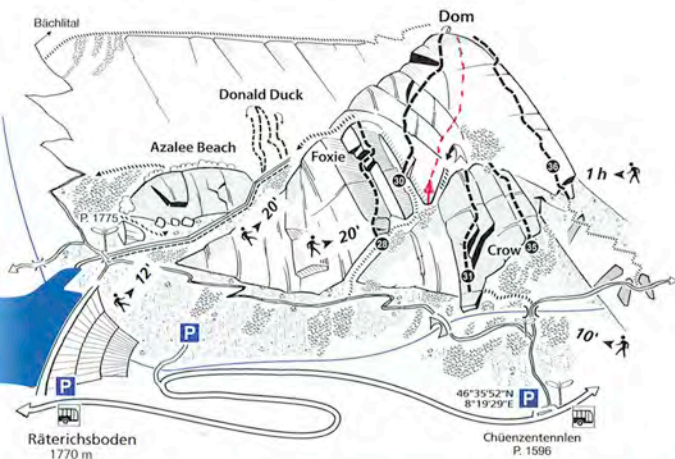 Bächlital
Dom
Donald Duck
Azalee Beach
Foxie
P. 1775
30
36
1 h
20'
20'
28
Crow
35
31
12'
10'
P
P
P
46°35'52"N
8°19'29"E
Räterichsboden
1770 m
Chüenzentennlen
P. 1596